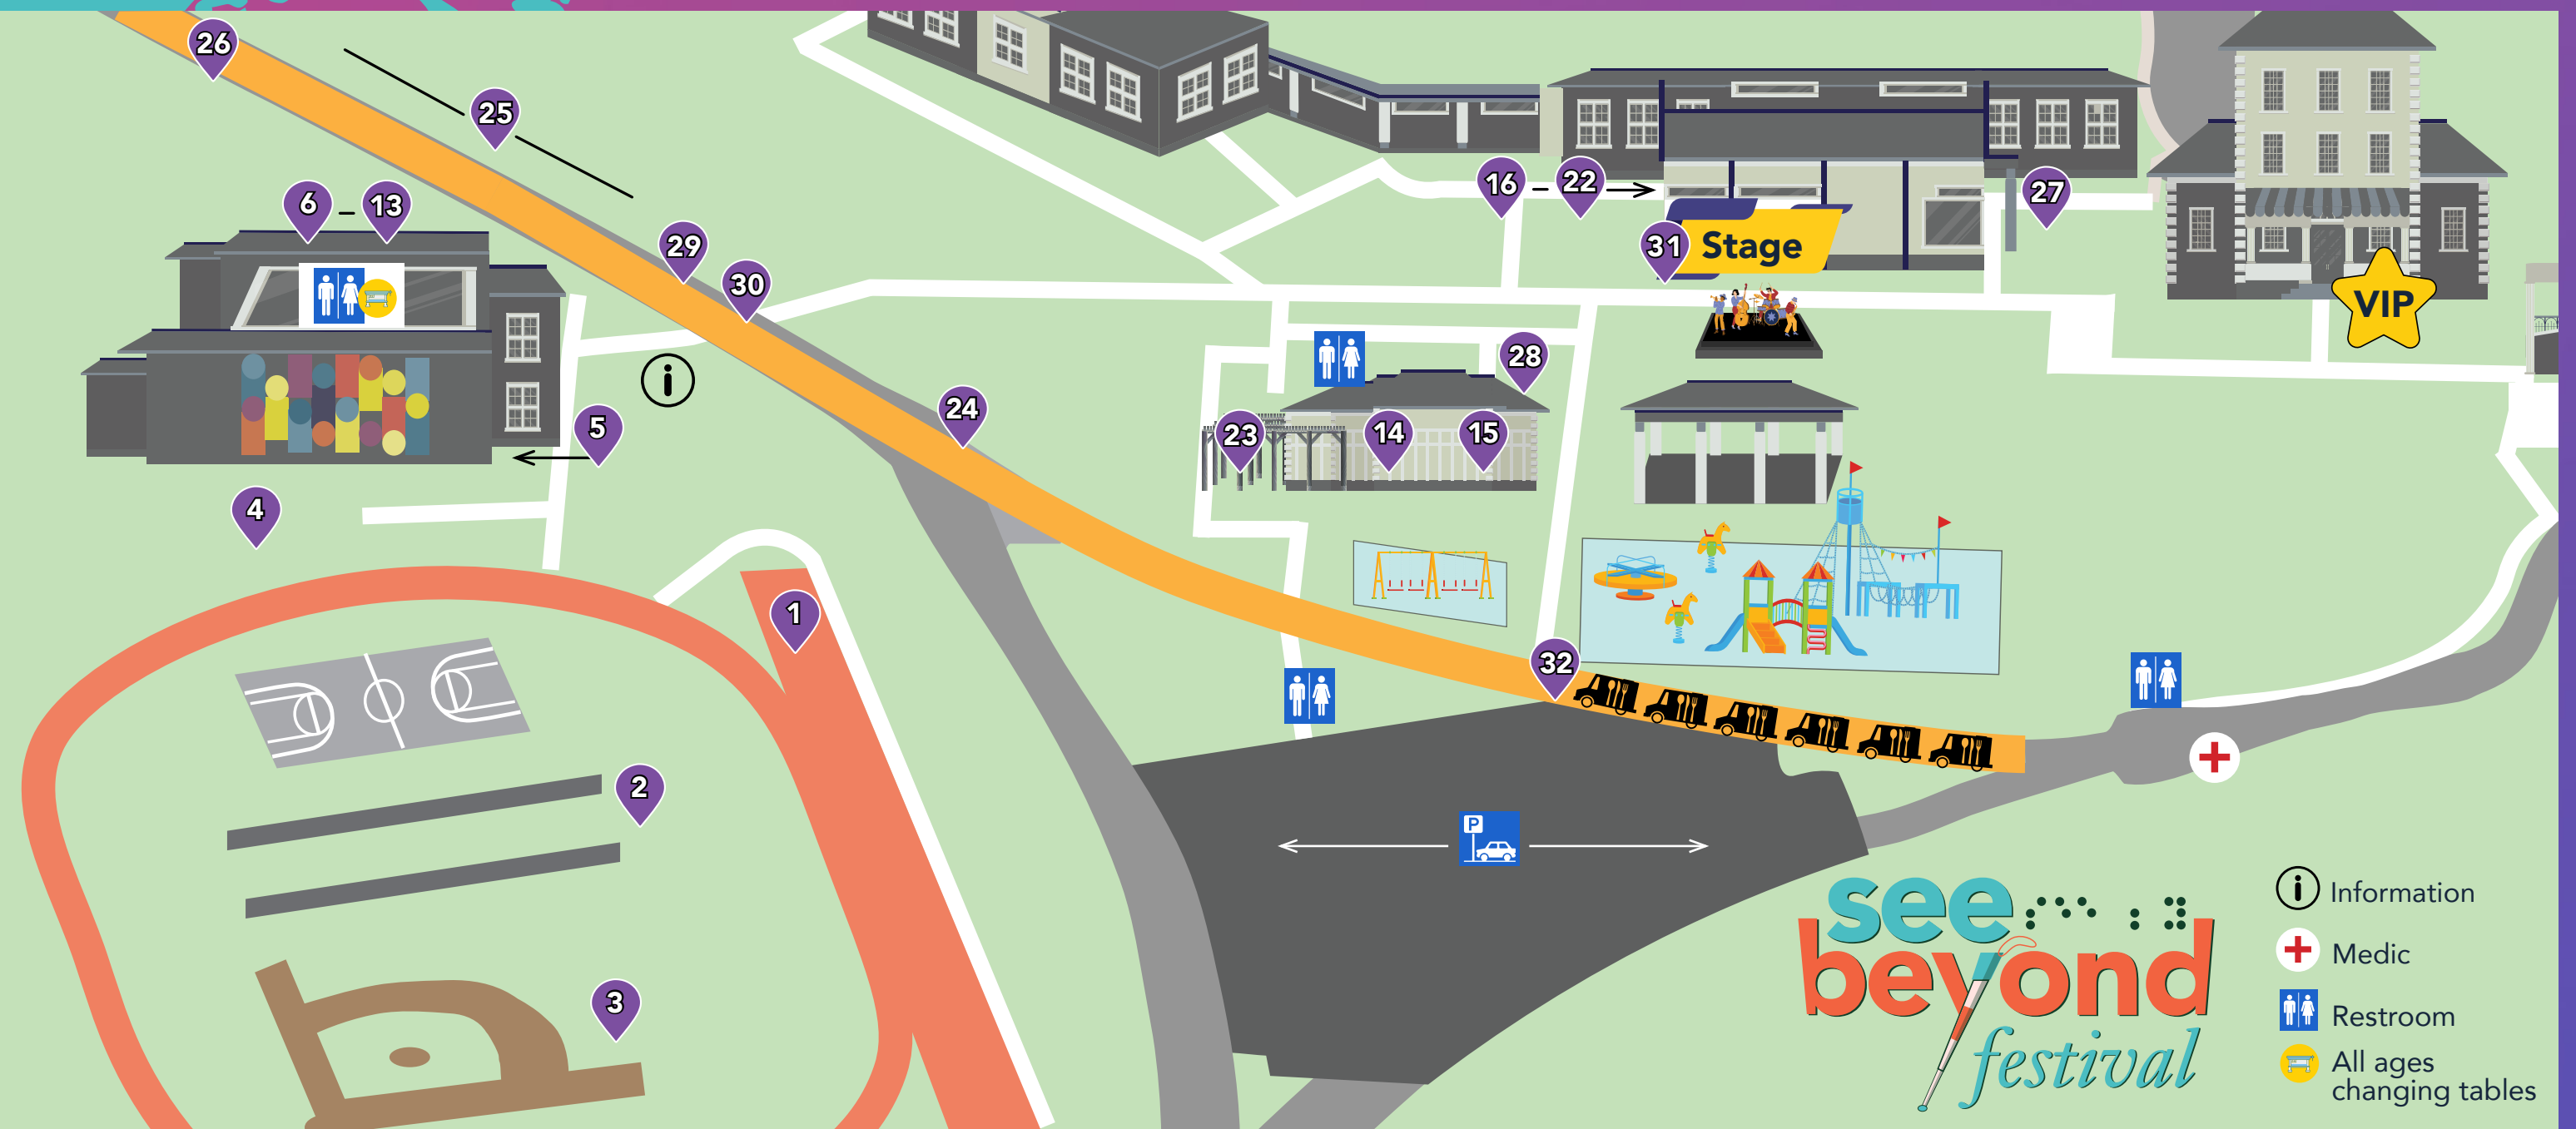 26
25
6 – 13
16 – 22
27
29
31 Stage
30
VIP
28
24
5
23
14
15
4
1
32
2
P
3
see
beyond
festival
i Information
Medic
Restroom
All ages
changing tables